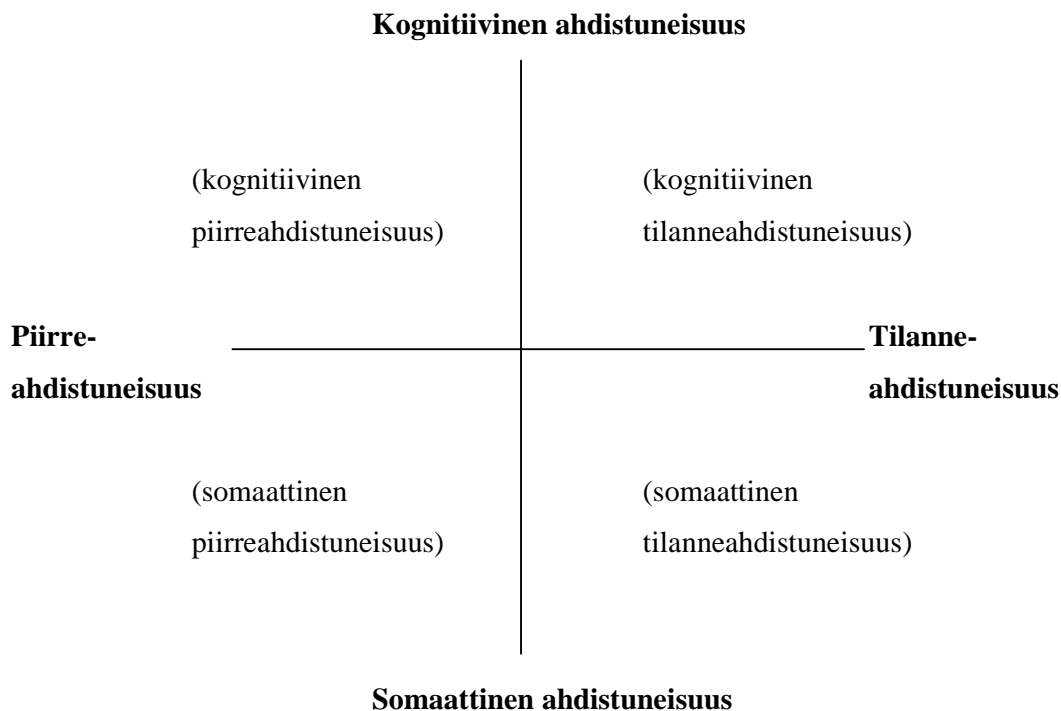 Kognitiivinen ahdistuneisuus
(kognitiivinen
piirreahdistuneisuus)
(kognitiivinen
tilanneahdistuneisuus)
Piirre-
ahdistuneisuus
Tilanne-
ahdistuneisuus
(somaattinen
piirreahdistuneisuus)
(somaattinen
tilanneahdistuneisuus)
Somaattinen ahdistuneisuus